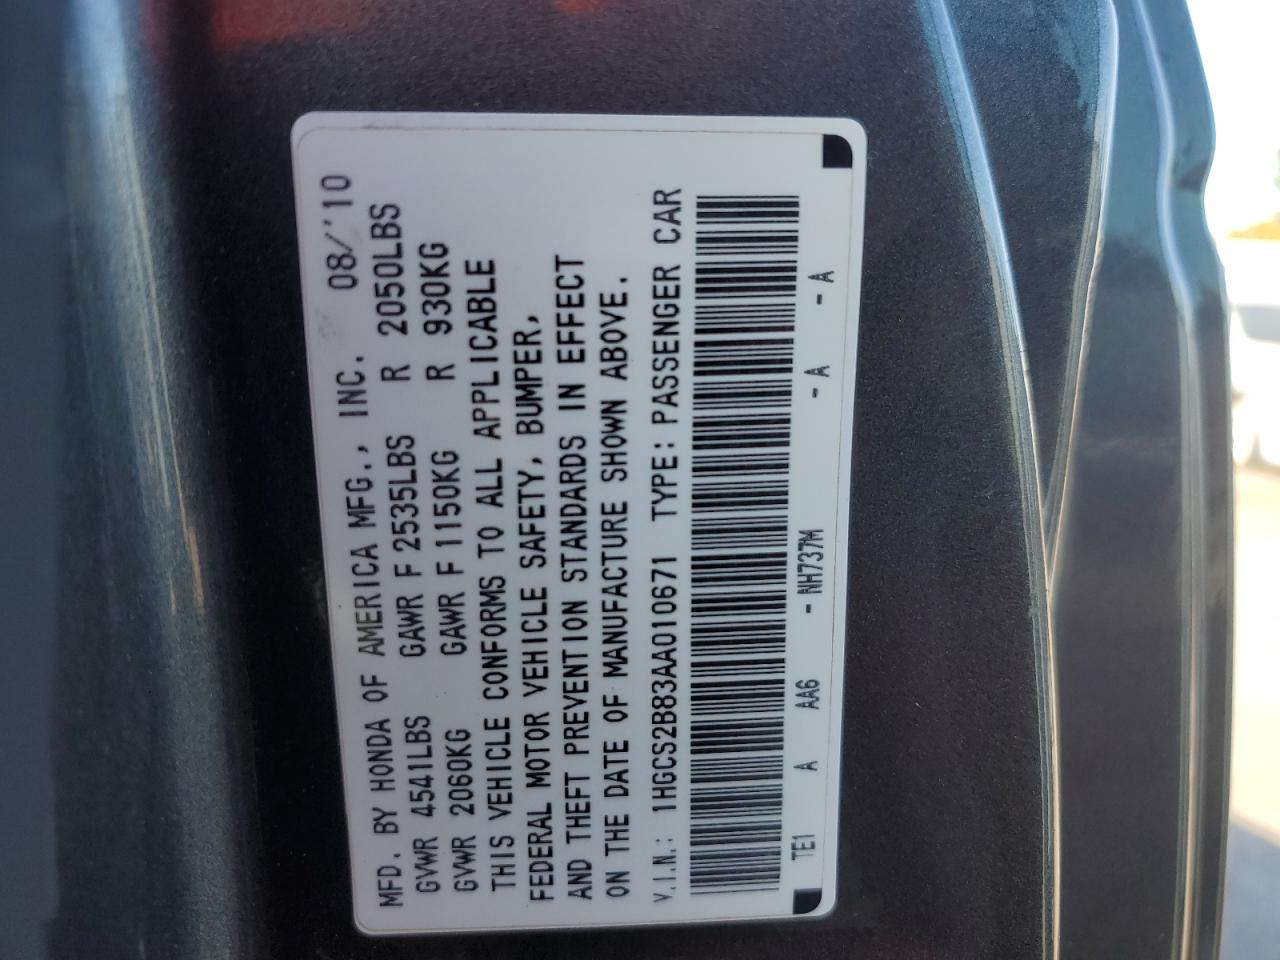 MFD. BY HONDA OF AMERICA MFG., INC. 08/'10
GVWR 4541LBS GAWR F 2535LBS R 2050LBS
GVWR 2060KG GAWR F 1150KG R 930KG
THIS VEHICLE CONFORMS TO ALL APPLICABLE
FEDERAL MOTOR VEHICLE SAFETY, BUMPER,
AND THEFT PREVENTION STANDARDS IN EFFECT
ON THE DATE OF MANUFACTURE SHOWN ABOVE.
V.I.N.: 1HGCS2B83AA010671 TYPE: PASSENGER CAR
TE1 A AA6 - NH737M - A - A